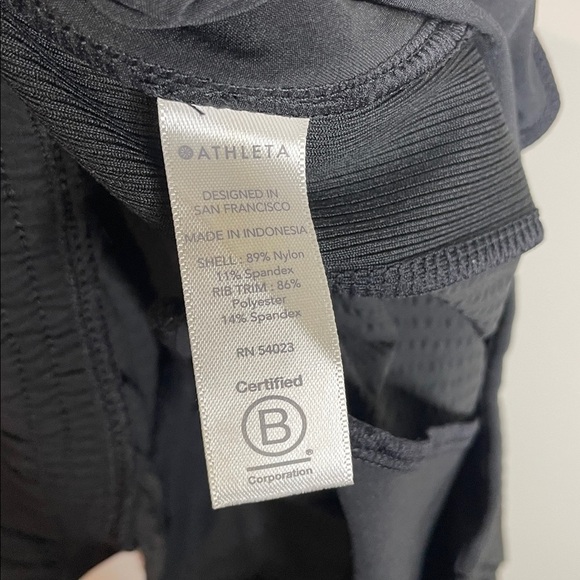 ATHLETA
DESIGNED IN
SAN FRANCISCO
MADE IN INDONESIA
SHELL : 89% Nylon
11% Spandex
RIB TRIM : 86%
Polyester
14% Spandex
RN 54023
Certified
B
Corporation